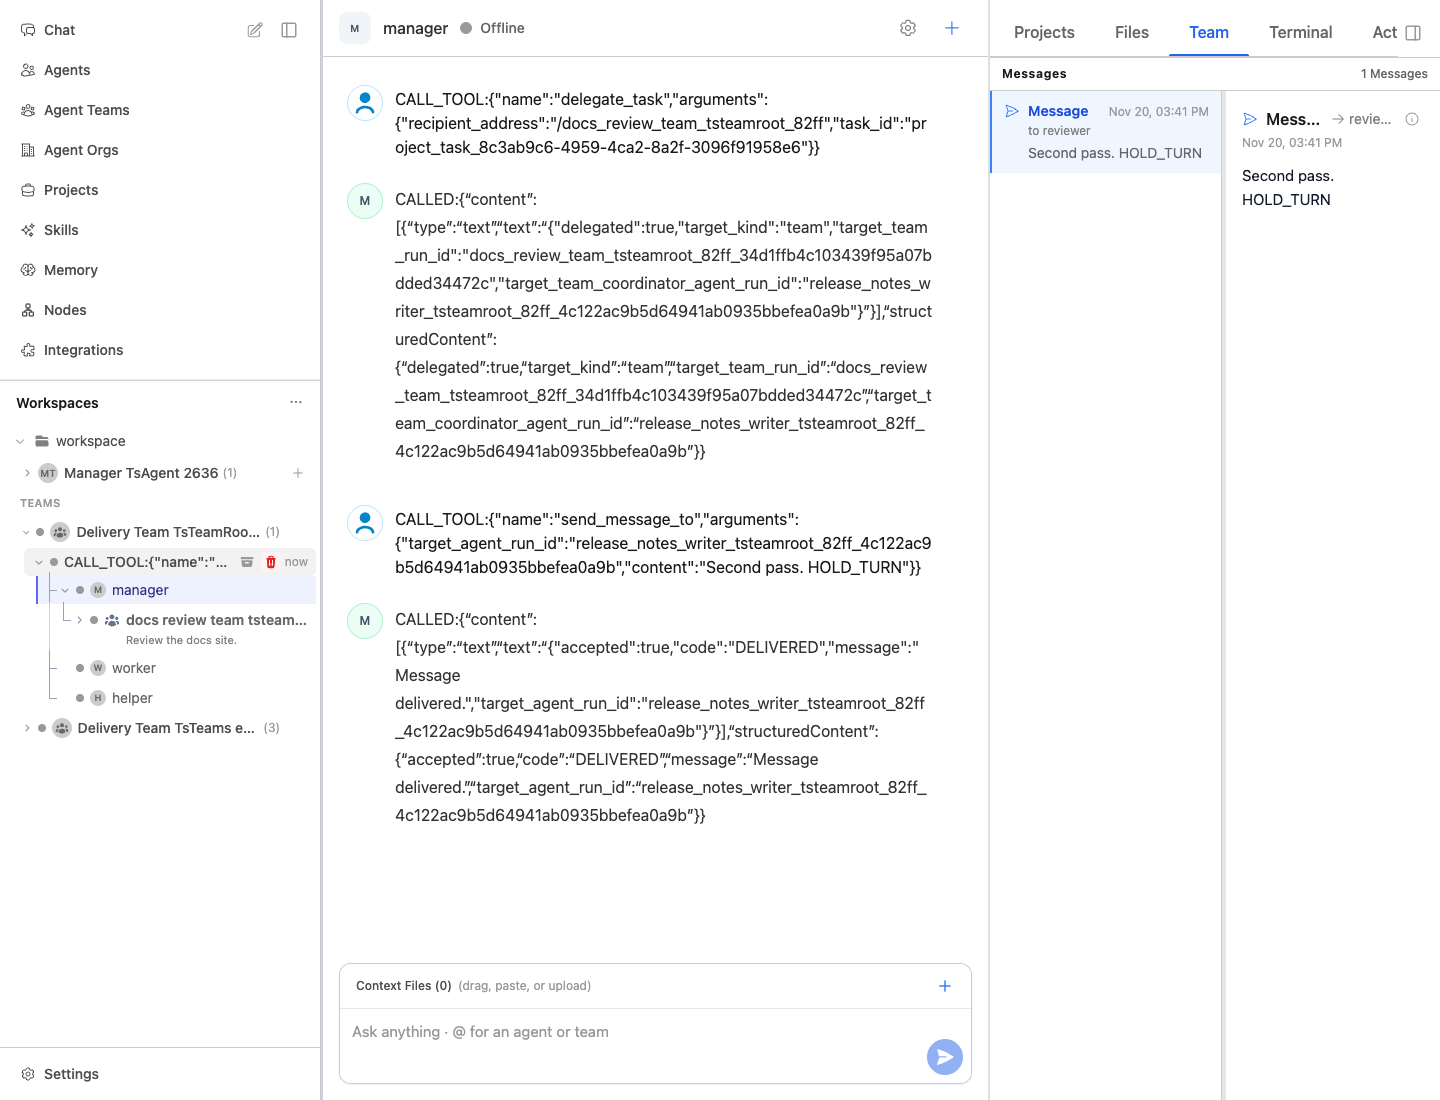 Chat
Agents
Agent Teams
Agent Orgs
Projects
Skills
Memory
Nodes
Integrations
Workspaces
workspace
MT Manager TsAgent 2636 (1)
TEAMS
Delivery Team TsTeamRoo... (1)
CALL_TOOL:{"name":"... now
M manager
docs review team tsteam...
Review the docs site.
W worker
H helper
Delivery Team TsTeams e... (3)
Settings
M manager Offline
CALL_TOOL:{"name":"delegate_task","arguments":
{"recipient_address":"/docs_review_team_tsteamroot_82ff","task_id":"pr
oject_task_8c3ab9c6-4959-4ca2-8a2f-3096f91958e6"}}
M
CALLED:{“content”:
[{“type”:“text”,“text”:“{"delegated":true,"target_kind":"team","target_team
_run_id":"docs_review_team_tsteamroot_82ff_34d1ffb4c103439f95a07b
dded34472c","target_team_coordinator_agent_run_id":"release_notes_w
riter_tsteamroot_82ff_4c122ac9b5d64941ab0935bbefea0a9b"}”}],“struct
uredContent”:
{“delegated”:true,“target_kind”:“team”,“target_team_run_id”:“docs_review
_team_tsteamroot_82ff_34d1ffb4c103439f95a07bdded34472c”,“target_t
eam_coordinator_agent_run_id”:“release_notes_writer_tsteamroot_82ff_
4c122ac9b5d64941ab0935bbefea0a9b”}}
CALL_TOOL:{"name":"send_message_to","arguments":
{"target_agent_run_id":"release_notes_writer_tsteamroot_82ff_4c122ac9
b5d64941ab0935bbefea0a9b","content":"Second pass. HOLD_TURN"}}
M
CALLED:{“content”:
[{“type”:“text”,“text”:“{"accepted":true,"code":"DELIVERED","message":"
Message
delivered.","target_agent_run_id":"release_notes_writer_tsteamroot_82ff
_4c122ac9b5d64941ab0935bbefea0a9b"}”}],“structuredContent”:
{“accepted”:true,“code”:“DELIVERED”,“message”:“Message
delivered.”,“target_agent_run_id”:“release_notes_writer_tsteamroot_82ff_
4c122ac9b5d64941ab0935bbefea0a9b”}}
Context Files (0) (drag, paste, or upload)
Ask anything · @ for an agent or team
Projects Files Team Terminal Act
Messages 1 Messages
Message Nov 20, 03:41 PM
to reviewer
Second pass. HOLD_TURN
Mess... → revie...
Nov 20, 03:41 PM
Second pass.
HOLD_TURN